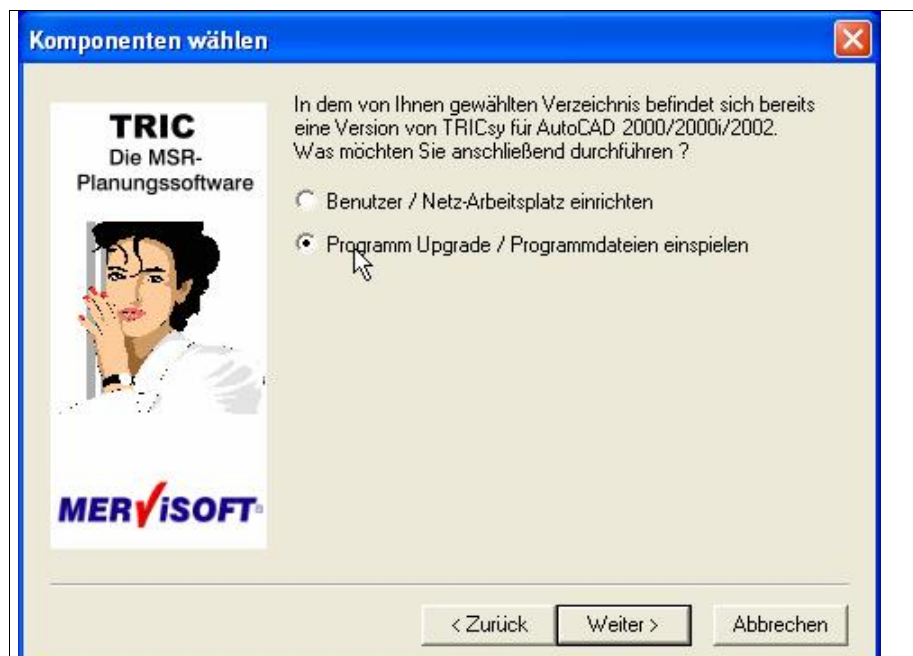 Komponenten wählen
TRIC
Die MSR-
Planungssoftware
MERViSOFT
In dem von Ihnen gewählten Verzeichnis befindet sich bereits
eine Version von TRICsy für AutoCAD 2000/2000i/2002.
Was möchten Sie anschließend durchführen ?
Benutzer / Netz-Arbeitsplatz einrichten
Programm Upgrade / Programmdateien einspielen
< Zurück
Weiter >
Abbrechen